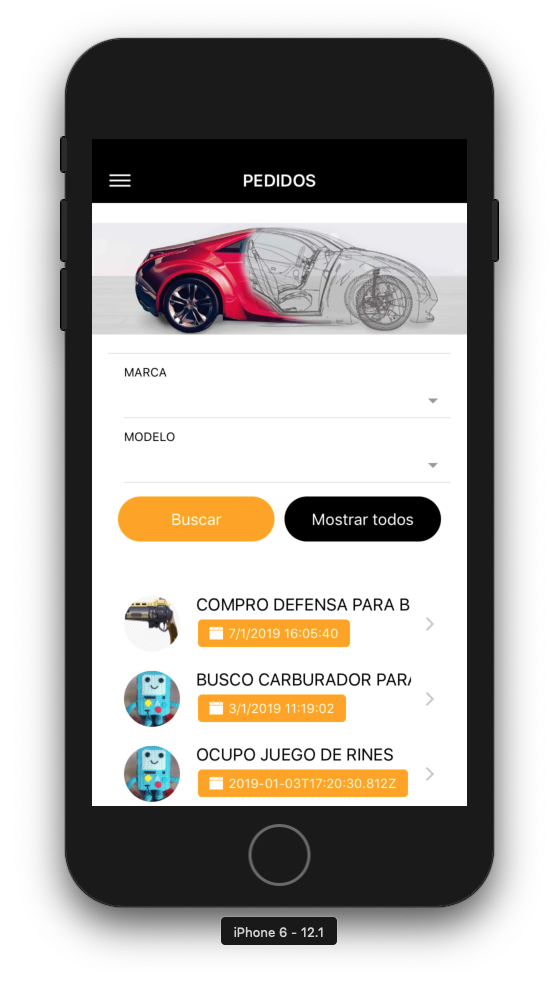 PEDIDOS
MARCA
MODELO
Buscar
Mostrar todos
COMPRO DEFENSA PARA B
7/1/2019 16:05:40
BUSCO CARBURADOR PARA
3/1/2019 11:19:02
OCUPO JUEGO DE RINES
2019-01-03T17:20:30.812Z
iPhone 6 - 12.1